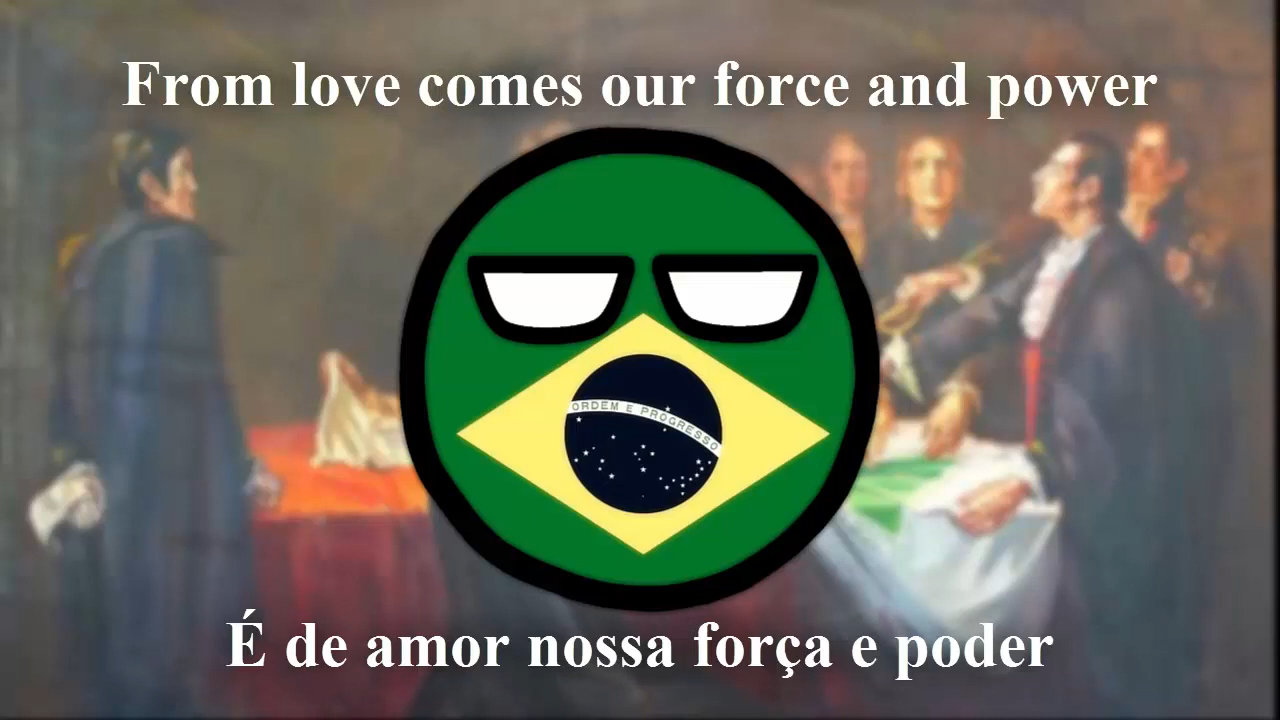 From love comes our force and power
ORDEM E PROGRESSO
É de amor nossa força e poder